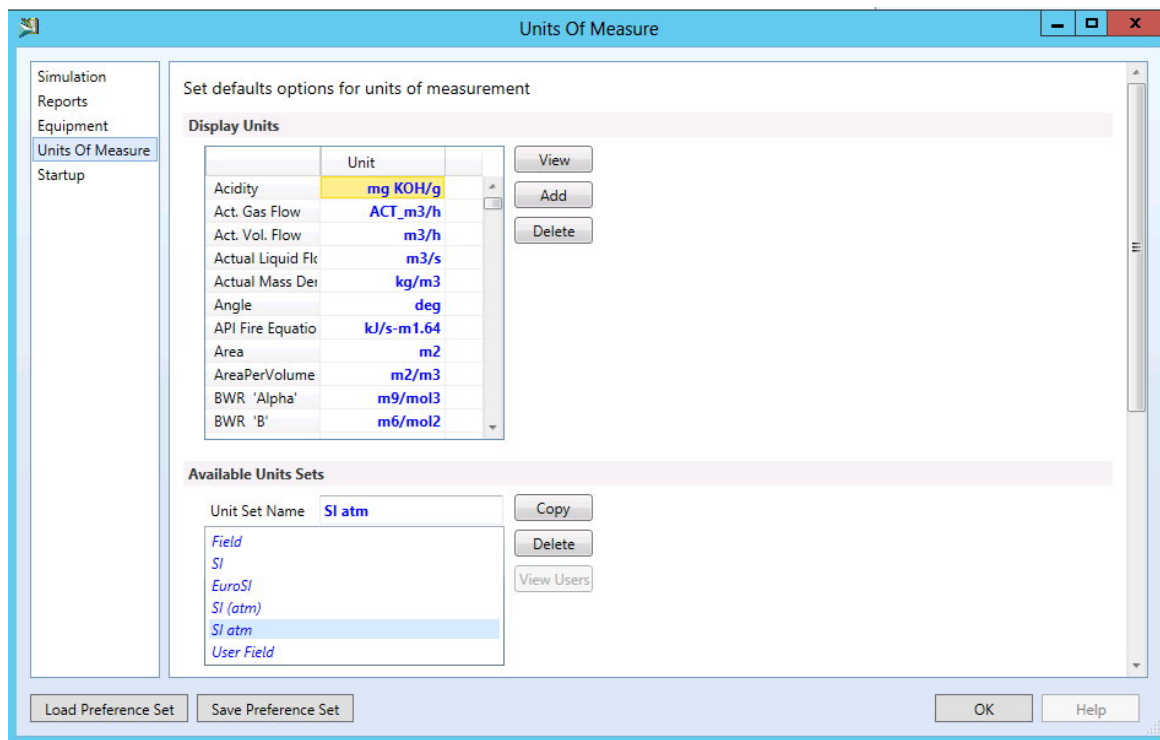 Units Of Measure
Simulation
Reports
Equipment
Units Of Measure
Startup
Set defaults options for units of measurement
Display Units
Unit
Acidity mg KOH/g
Act. Gas Flow ACT_m3/h
Act. Vol. Flow m3/h
Actual Liquid Flo m3/s
Actual Mass Der kg/m3
Angle deg
API Fire Equatio kJ/s-m1.64
Area m2
AreaPerVolume m2/m3
BWR 'Alpha' m9/mol3
BWR 'B' m6/mol2
View
Add
Delete
Available Units Sets
Unit Set Name SI atm
Field
SI
EuroSI
SI (atm)
SI atm
User Field
Copy
Delete
View Users
Load Preference Set Save Preference Set OK Help